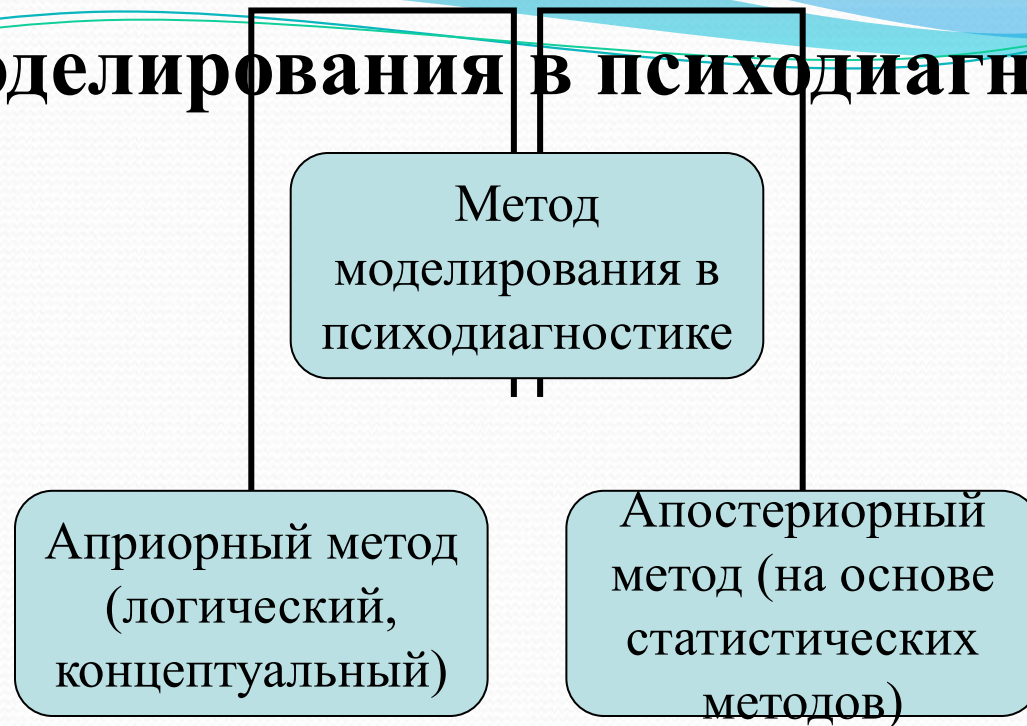 оделирования в психодиагн
Метод
моделирования в
психодиагностике
Априорный метод
(логический,
концептуальный)
Апостериорный
метод (на основе
статистических
методов)